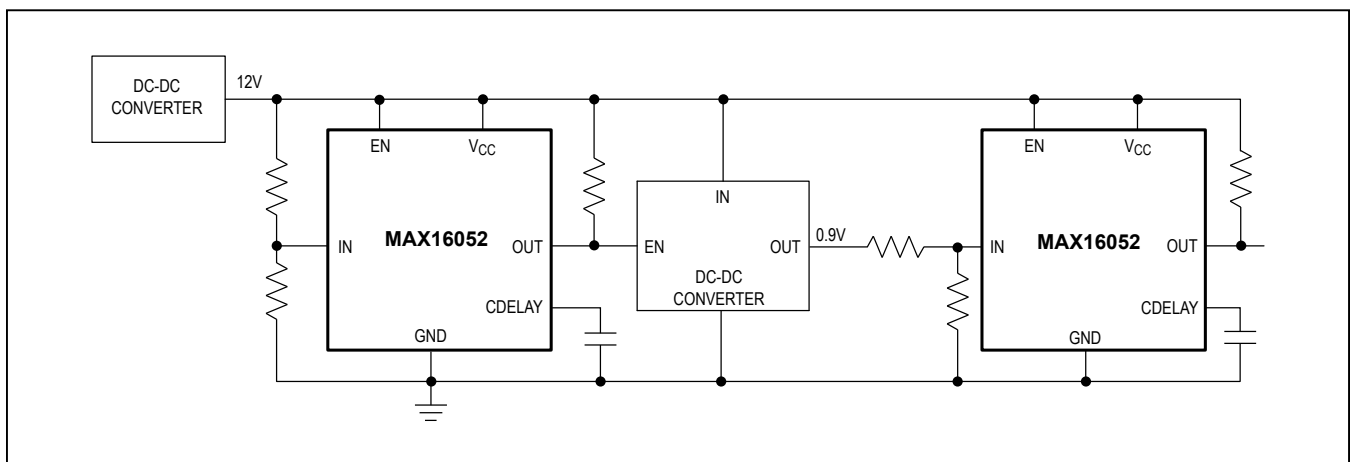 DC-DC
CONVERTER
12V
EN
VCC
IN
MAX16052
OUT
CDELAY
GND
IN
EN
OUT
DC-DC
CONVERTER
0.9V
EN
VCC
IN
MAX16052
OUT
CDELAY
GND